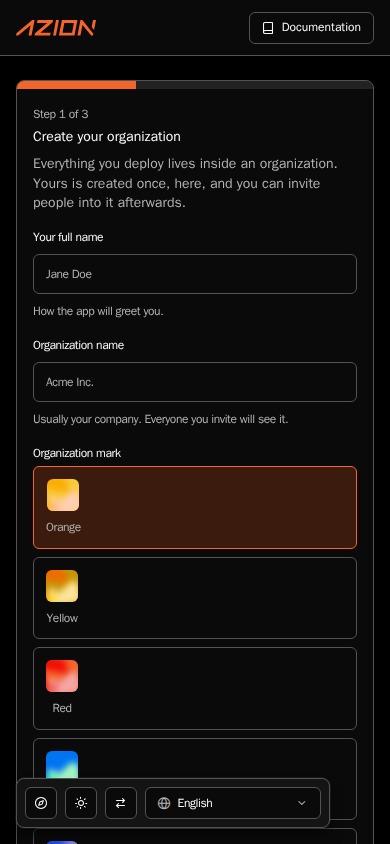 AZION
Documentation
Step 1 of 3
Create your organization
Everything you deploy lives inside an organization.
Yours is created once, here, and you can invite
people into it afterwards.
Your full name
Jane Doe
How the app will greet you.
Organization name
Acme Inc.
Usually your company. Everyone you invite will see it.
Organization mark
Orange
Yellow
Red
English